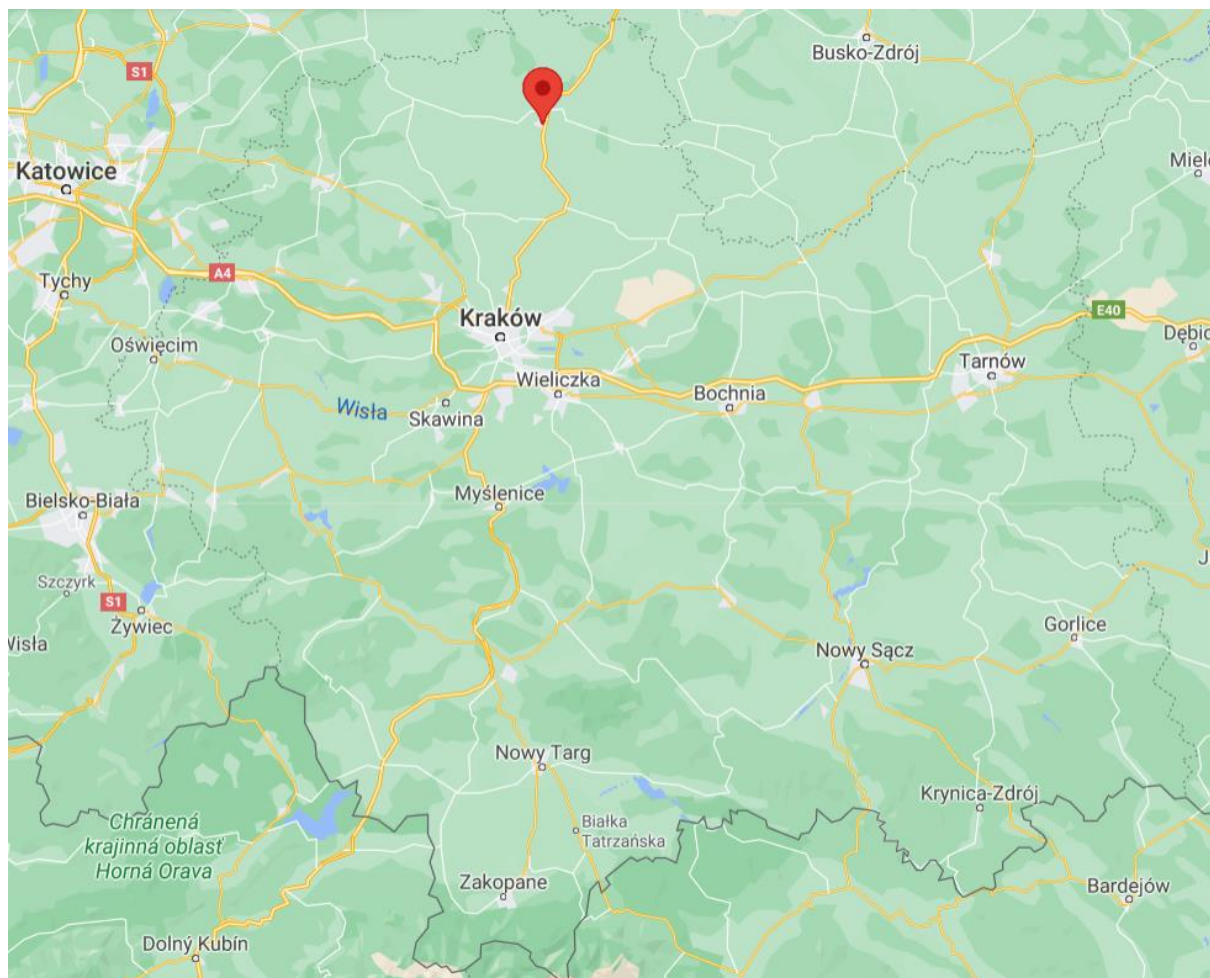 Busko-Zdrój
S1
Katowice
Miele
A4
Tychy
Kraków
E40
Oświęcim
Tarnów
Dębic
Wieliczka
Bochnia
Wisła
Skawina
Myślenice
Bielsko-Biała
J
Szczyrk
S1
Żywiec
Wisła
Gorlice
Nowy Sącz
Nowy Targ
Krynica-Zdrój
Chránená
krajinná oblasť
Horná Orava
Białka
Tatrzańska
Zakopane
Bardejów
Dolný Kubín